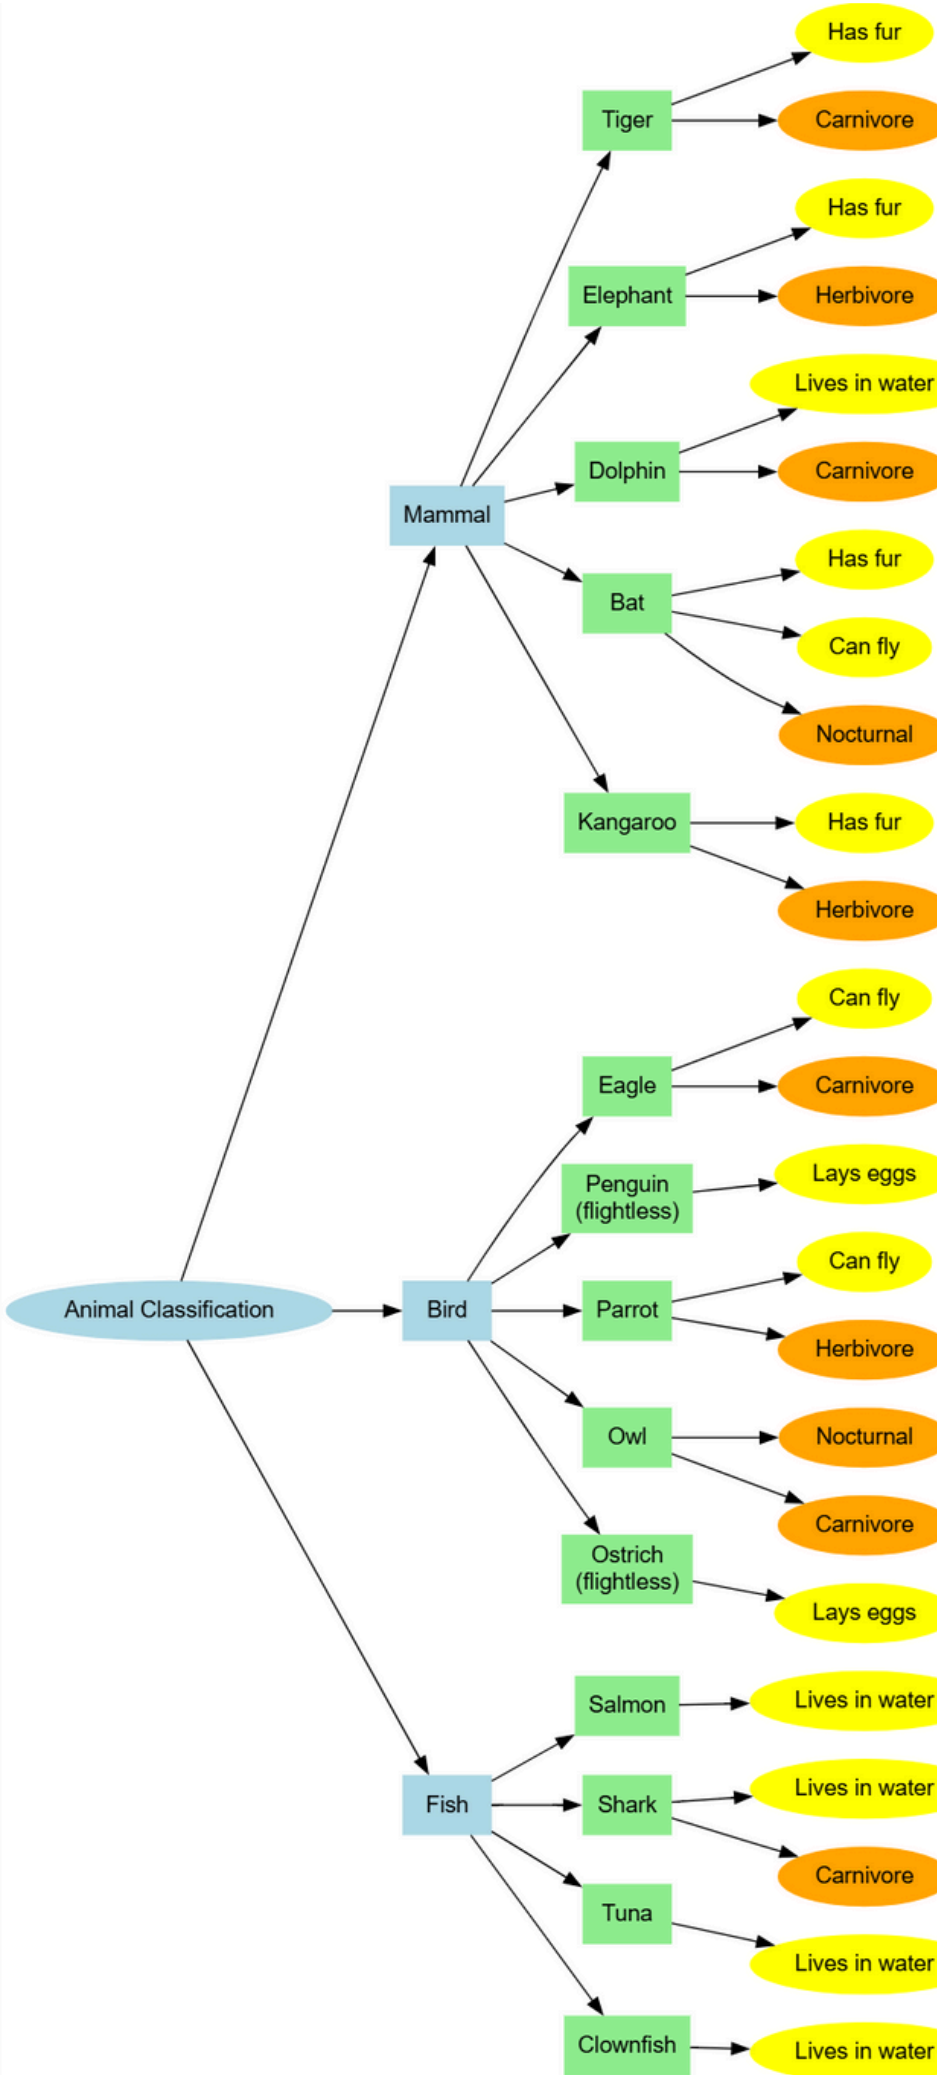 Has fur
Tiger
Carnivore
Has fur
Elephant
Herbivore
Lives in water
Dolphin
Carnivore
Mammal
Has fur
Bat
Can fly
Nocturnal
Kangaroo
Has fur
Herbivore
Can fly
Eagle
Carnivore
Penguin
(flightless)
Lays eggs
Can fly
Animal Classification
Bird
Parrot
Herbivore
Owl
Nocturnal
Carnivore
Ostrich
(flightless)
Lays eggs
Salmon
Lives in water
Fish
Shark
Lives in water
Carnivore
Tuna
Lives in water
Clownfish
Lives in water